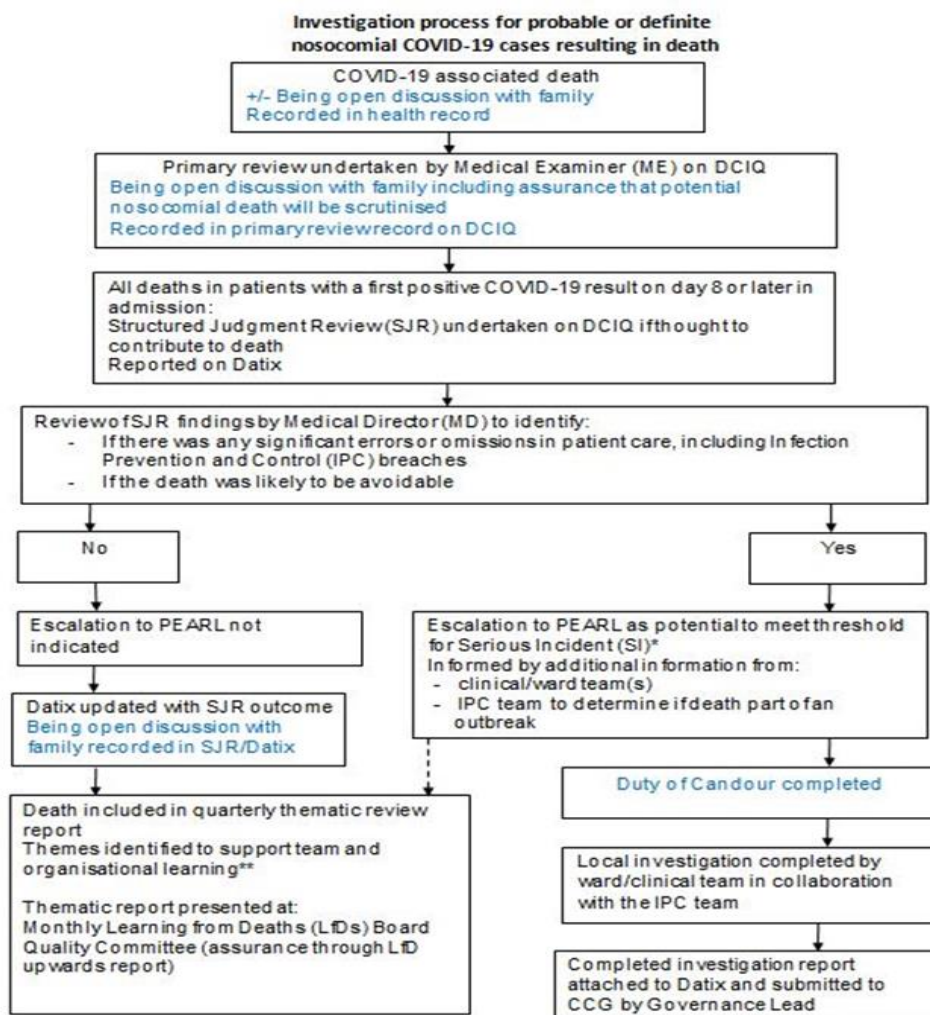 Investigation process for probable or definite
nosocomial COVID-19 cases resulting in death
COVID-19 associated death
+/- Being open discussion with family
Recorded in health record
Primary review undertaken by Medical Examiner (ME) on DCIQ
Being open discussion with family including assurance that potential
nosocomial death will be scrutinised
Recorded in primary review record on DCIQ
All deaths in patients with a first positive COVID-19 result on day 8 or later in
admission:
Structured Judgment Review (SJR) undertaken on DCIQ if thought to
contribute to death
Reported on Datix
Review of SJR findings by Medical Director (MD) to identify:
- If there was any significant errors or omissions in patient care, including Infection
Prevention and Control (IPC) breaches
- If the death was likely to be avoidable
No
Yes
Escalation to PEARL not
indicated
Escalation to PEARL as potential to meet threshold
for Serious Incident (SI)*
Informed by additional information from:
- clinical/ward team(s)
- IPC team to determine if death part of an
outbreak
Datix updated with SJR outcome
Being open discussion with
family recorded in SJR/Datix
Duty of Candour completed
Death included in quarterly thematic review
report
Themes identified to support team and
organisational learning**
Thematic report presented at:
Monthly Learning from Deaths (LfDs) Board
Quality Committee (assurance through LfD
upwards report)
Local investigation completed by
ward/clinical team in collaboration
with the IPC team
Completed investigation report
attached to Datix and submitted to
CCG by Governance Lead